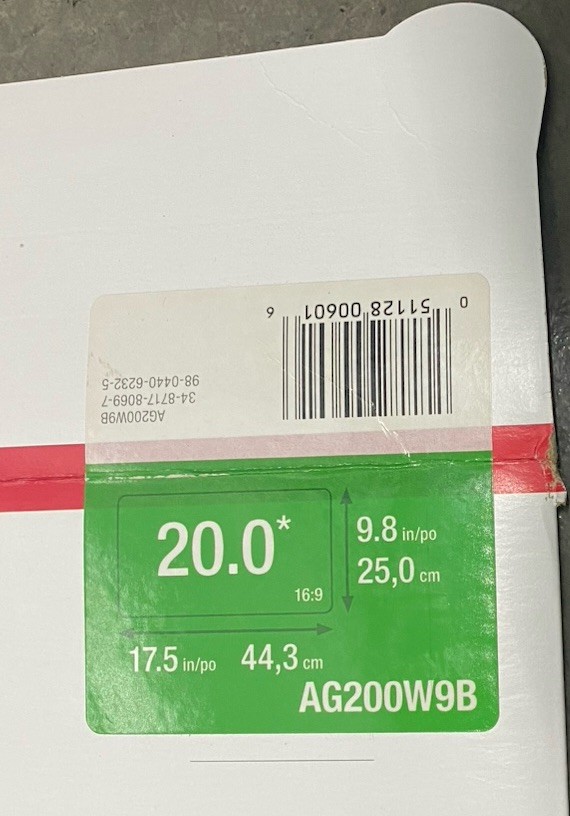 0 51128 00601 6
AG200W9B
34-8717-8069-7
98-0440-6232-5
20.0*
16:9
9.8 in/po
25,0 cm
17.5 in/po 44,3 cm
AG200W9B